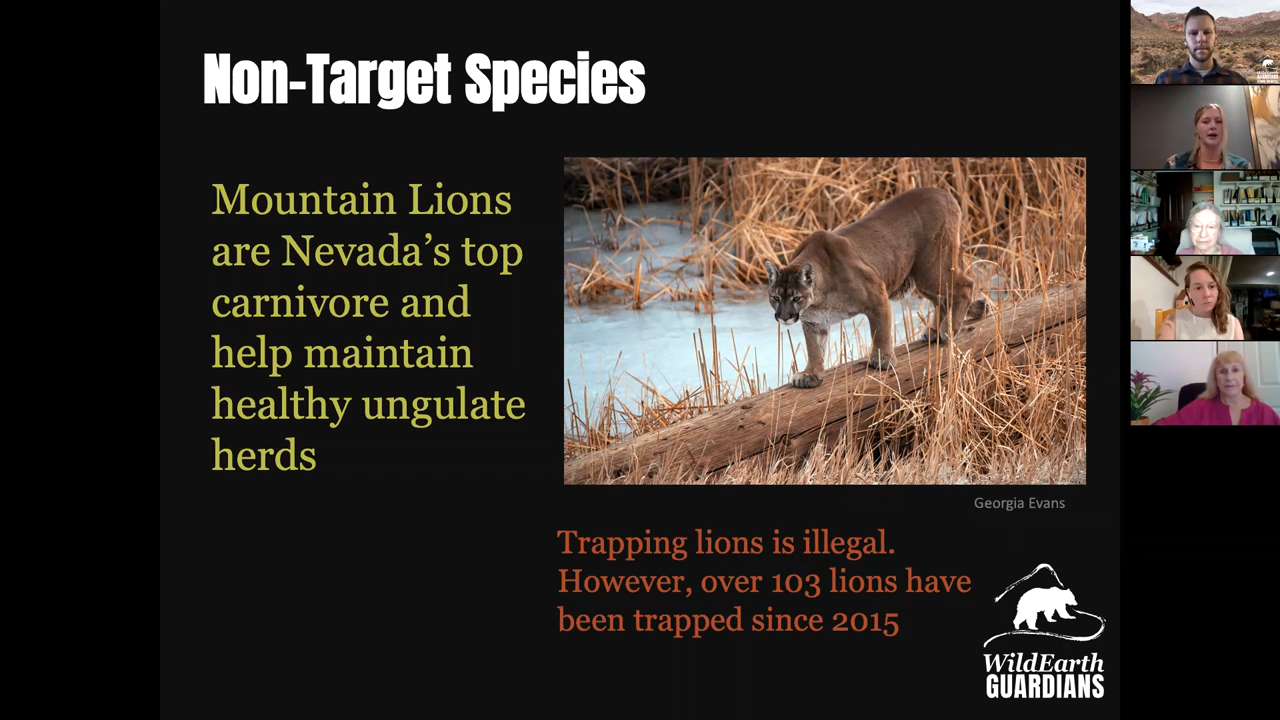 Non-Target Species
Mountain Lions
are Nevada’s top
carnivore and
help maintain
healthy ungulate
herds
Georgia Evans
Trapping lions is illegal.
However, over 103 lions have
been trapped since 2015
WildEarth
GUARDIANS